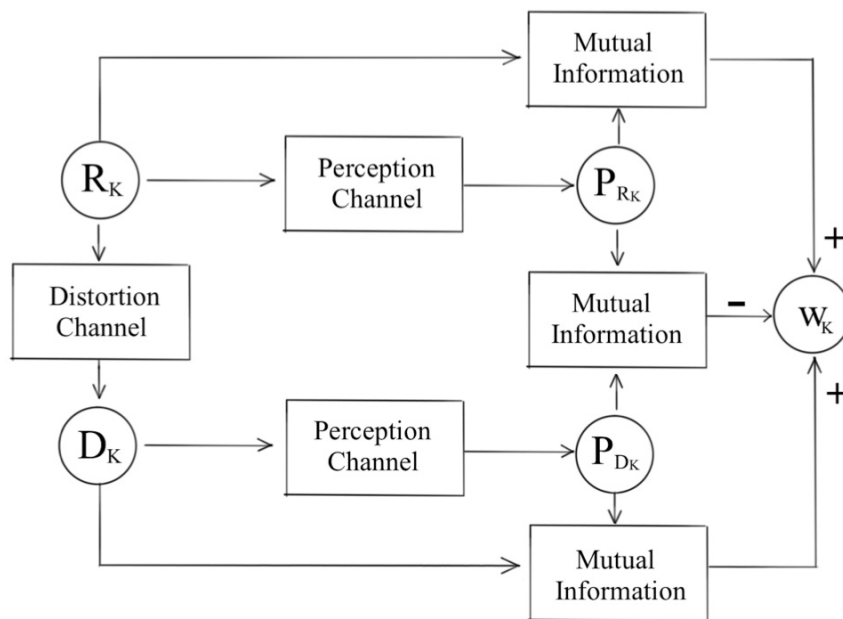 Mutual
Information
+
R_K
Perception
Channel
P_{R_K}
Distortion
Channel
Mutual
Information
-
w_K
+
D_K
Perception
Channel
P_{D_K}
Mutual
Information